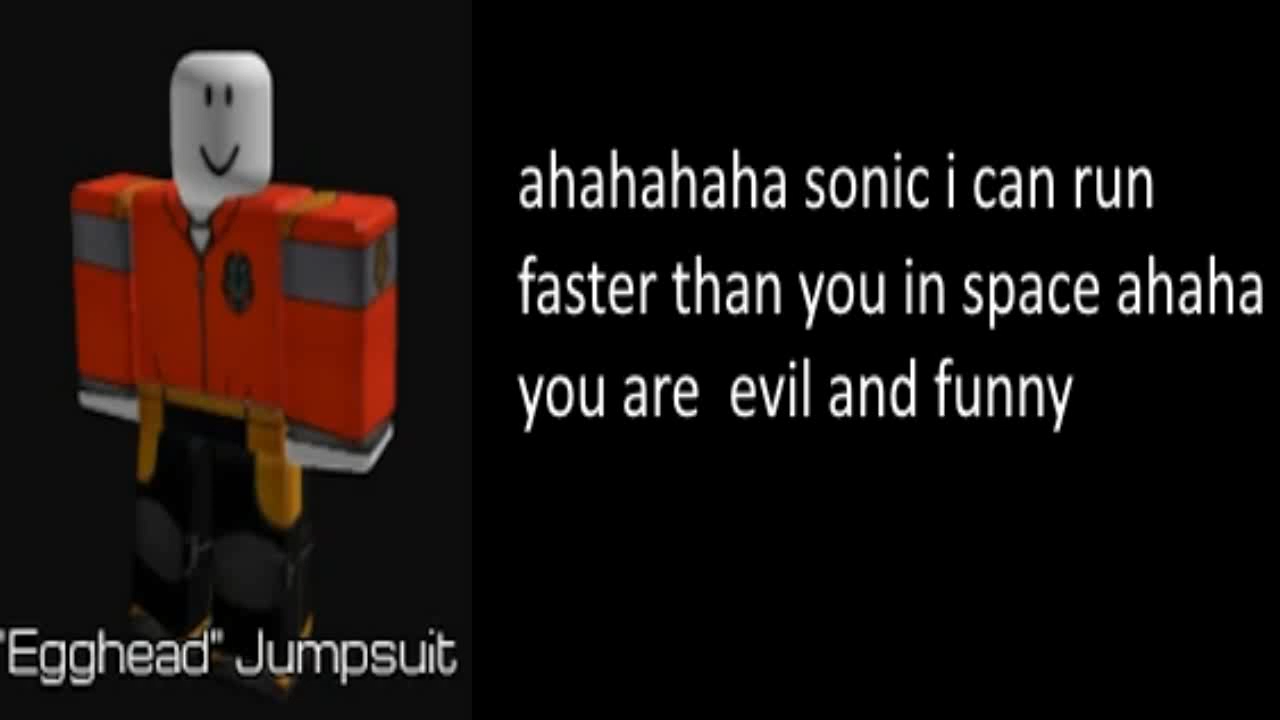 ahahahaha sonic i can run
faster than you in space ahaha
you are  evil and funny
"Egghead" Jumpsuit